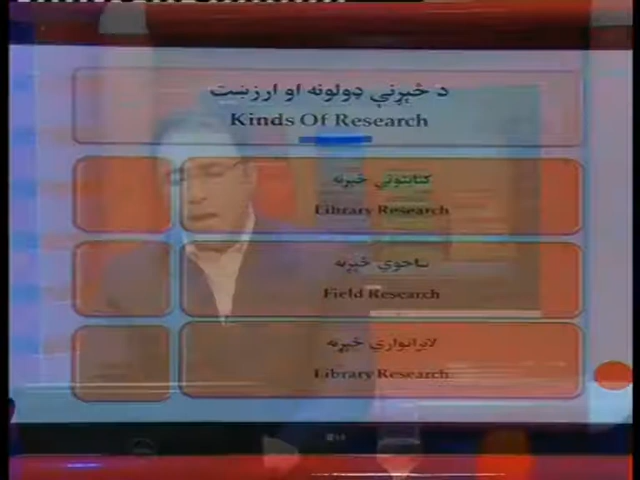 د څېړنې ډولونه او ارزښت
Kinds Of Research
کتابتوني څېړنه
Library Research
ساحوي څېړنه
Field Research
لابراتواري څېړنه
Library Research